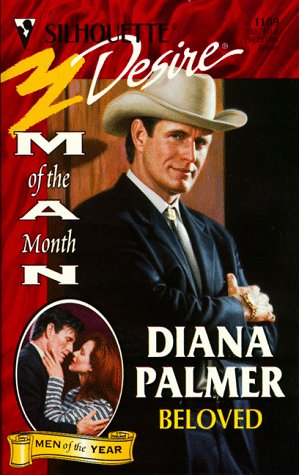 SILHOUETTE®
Desire®
1189
MAN
of the
Month
DIANA
PALMER
BELOVED
MEN of the YEAR